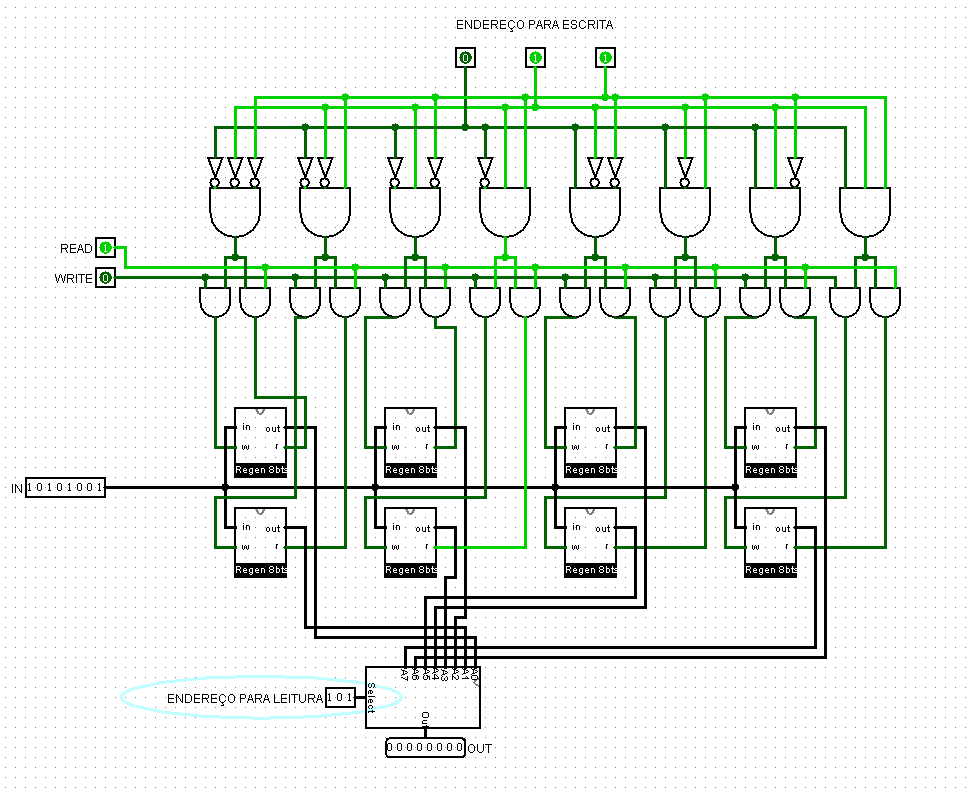 ENDEREÇO PARA ESCRITA
0 1 1
READ 1
WRITE 0
in out in out in out in out
w r w r w r w r
Regen 8bts Regen 8bts Regen 8bts Regen 8bts
IN 1 0 1 0 1 0 0 1
in out in out in out in out
w r w r w r w r
Regen 8bts Regen 8bts Regen 8bts Regen 8bts
A7 A6 A5 A4 A3 A2 A1 A0
ENDEREÇO PARA LEITURA 1 0 1 Select
Out
0 0 0 0 0 0 0 0 OUT